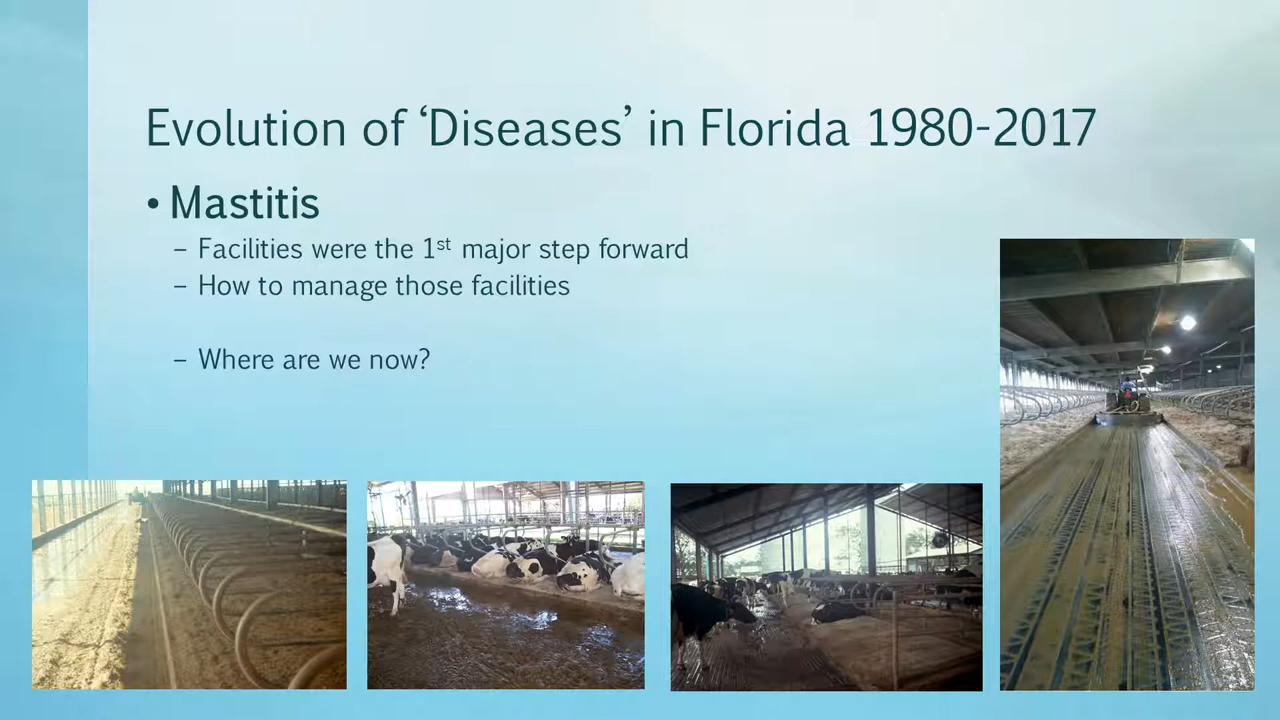 Evolution of ‘Diseases’ in Florida 1980-2017
• Mastitis
– Facilities were the 1st major step forward
– How to manage those facilities
– Where are we now?